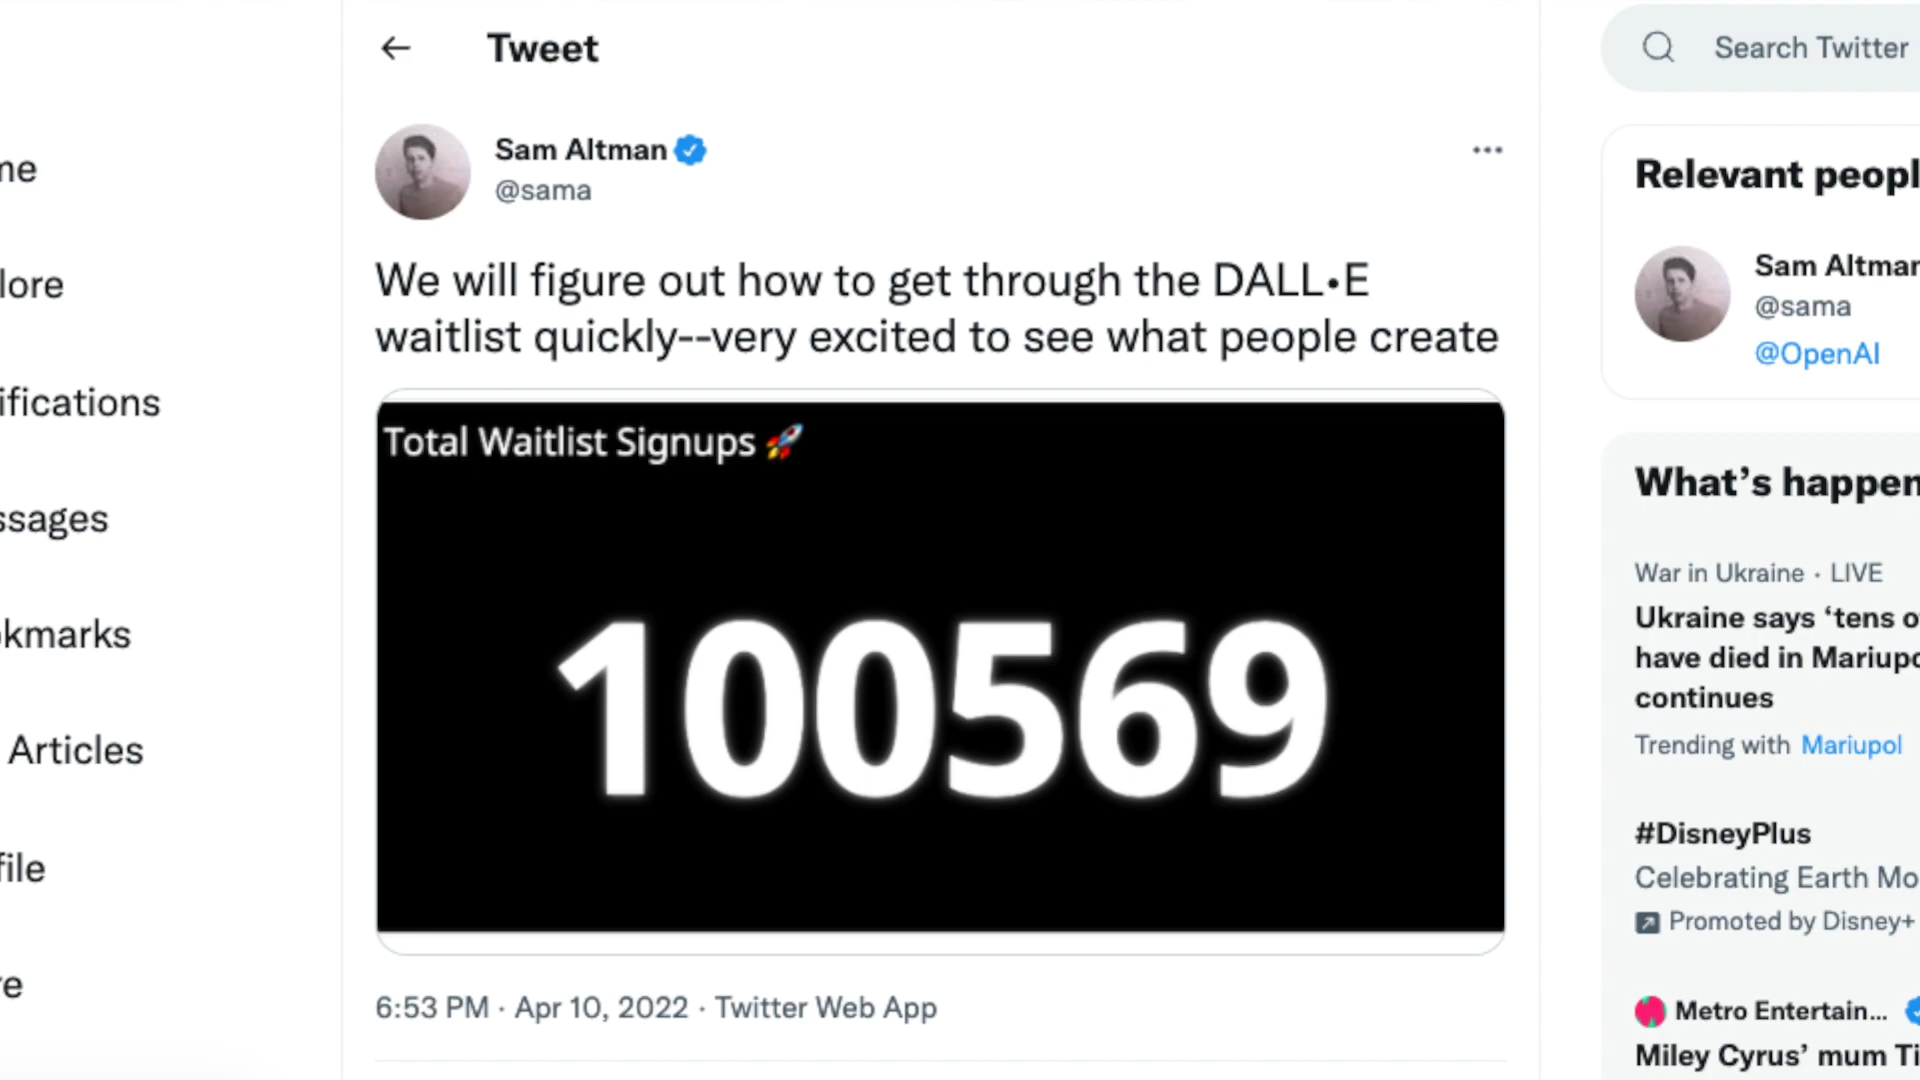 Tweet
Search Twitter
Sam Altman
@sama
We will figure out how to get through the DALL•E
waitlist quickly--very excited to see what people create
Total Waitlist Signups 🚀
100569
6:53 PM · Apr 10, 2022 · Twitter Web App
me
lore
ifications
ssages
okmarks
Articles
file
re
Relevant peopl
Sam Altman
@sama
@OpenAI
What's happen
War in Ukraine · LIVE
Ukraine says ‘tens o
have died in Mariupo
continues
Trending with Mariupol
#DisneyPlus
Celebrating Earth Mo
Promoted by Disney+
Metro Entertain...
Miley Cyrus’ mum Ti